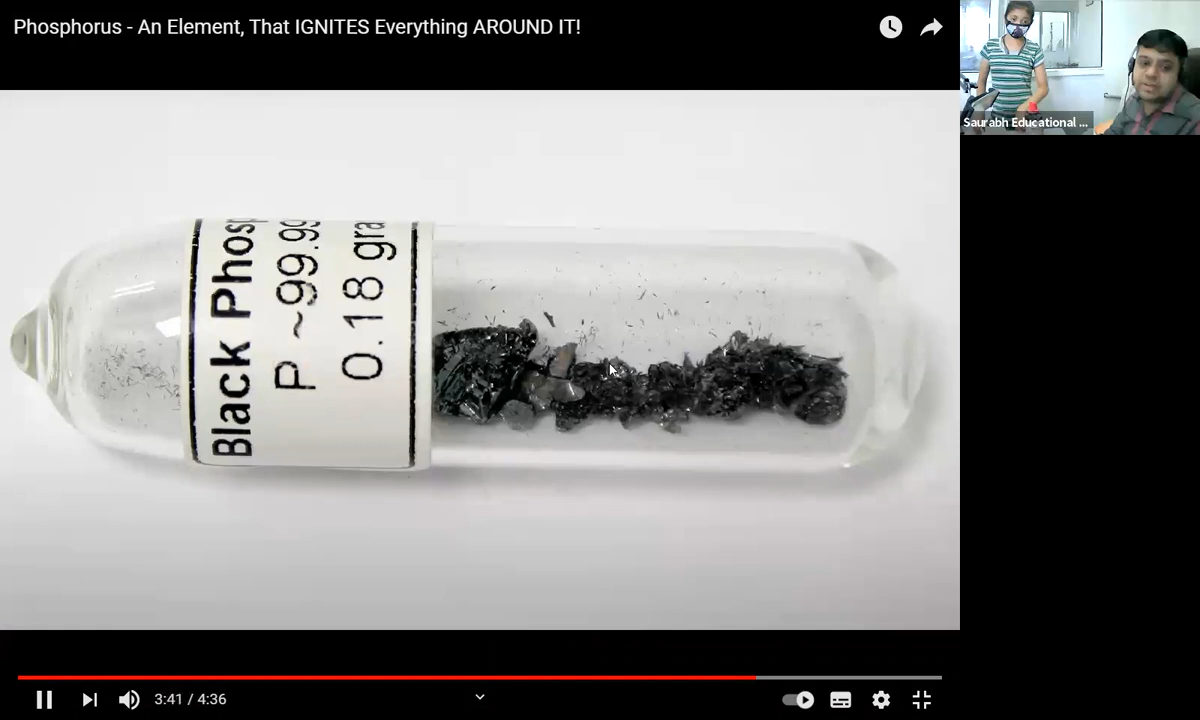 Phosphorus - An Element, That IGNITES Everything AROUND IT!
Saurabh Educational ...
Black Phosp
P ~99.99
0.18 gra
3:41 / 4:36